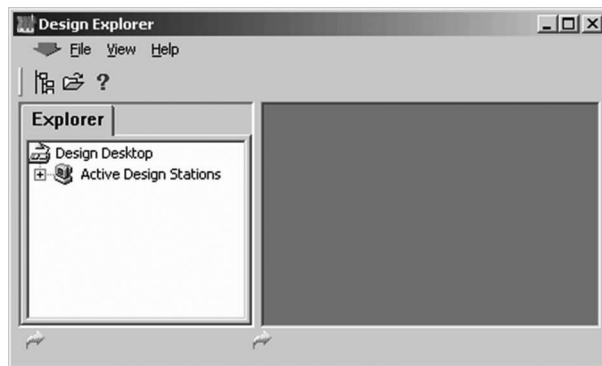 Design Explorer
File View Help
?
Explorer
Design Desktop
Active Design Stations